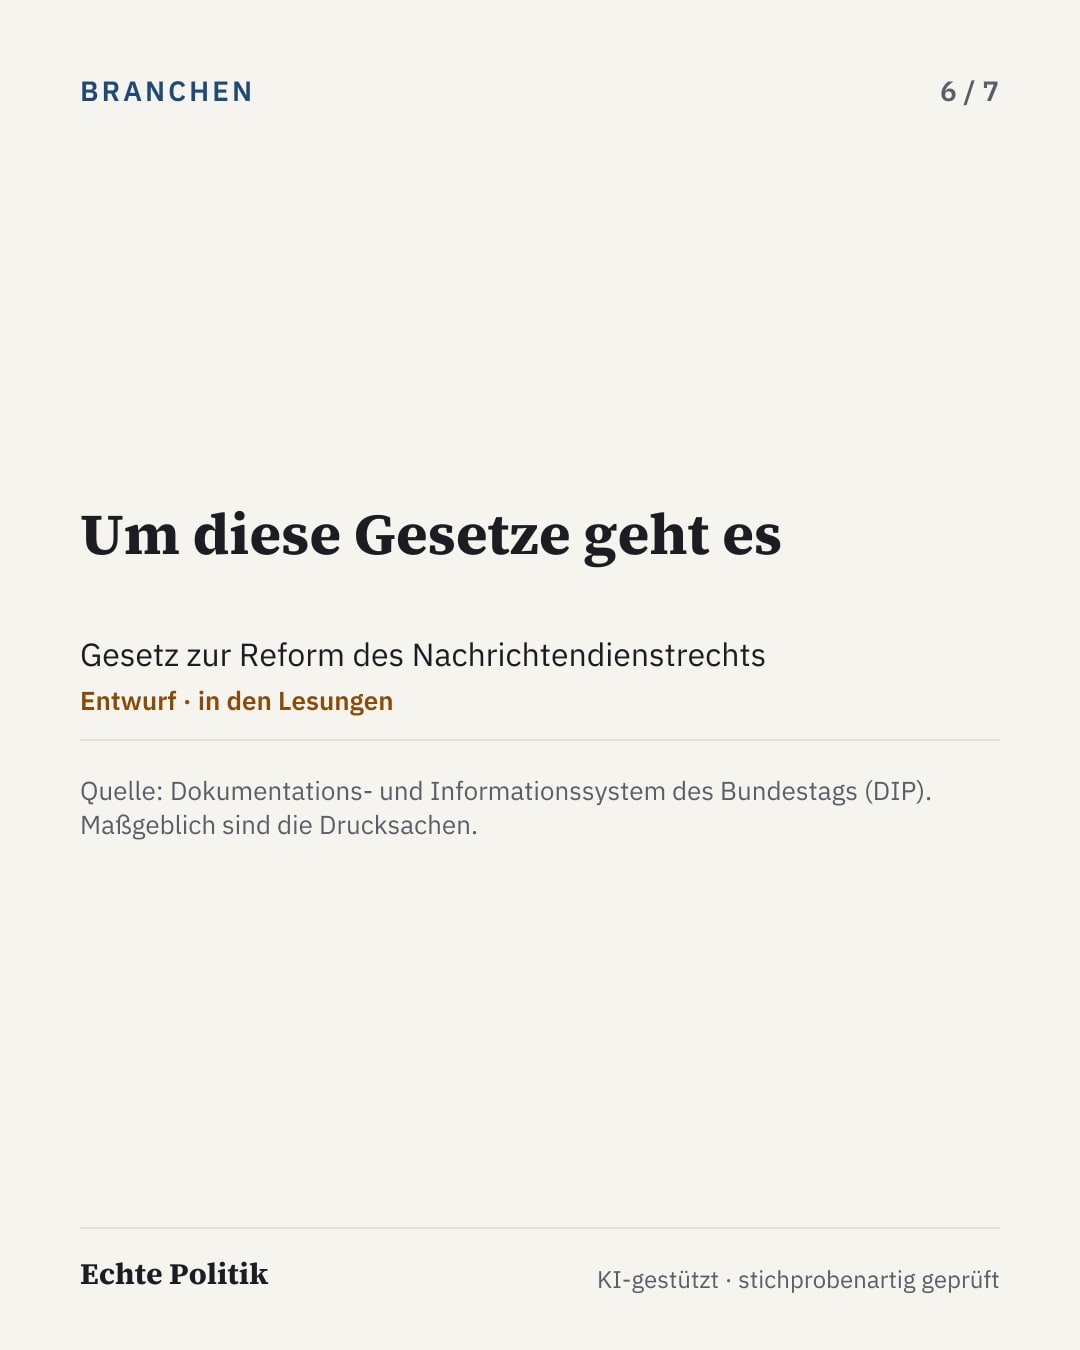 BRANCHEN
6 / 7
Um diese Gesetze geht es
Gesetz zur Reform des Nachrichtendienstrechts
Entwurf · in den Lesungen
Quelle: Dokumentations- und Informationssystem des Bundestags (DIP).
Maßgeblich sind die Drucksachen.
Echte Politik
KI-gestützt · stichprobenartig geprüft